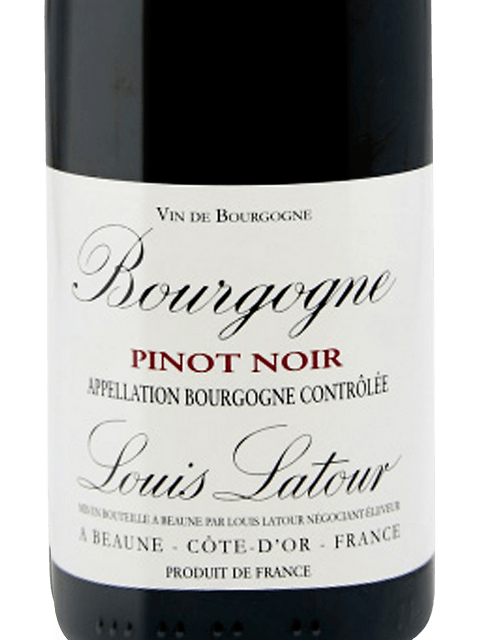 VIN DE BOURGOGNE
Bourgogne
PINOT NOIR
APPELLATION BOURGOGNE CONTRÔLÉE
Louis Latour
MIS EN BOUTEILLE A BEAUNE PAR LOUIS LATOUR NÉGOCIANT ÉLEVEUR
A BEAUNE - CÔTE-D'OR - FRANCE
PRODUIT DE FRANCE